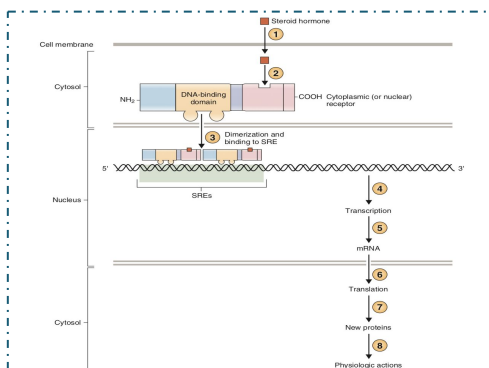 Steroid hormone
1
Cell membrane
2
Cytosol
NH2
DNA-binding
domain
COOH Cytoplasmic (or nuclear)
receptor
3
Dimerization and
binding to SRE
5'
3'
SREs
4
Nucleus
Transcription
5
mRNA
6
Translation
7
Cytosol
New proteins
8
Physiologic actions